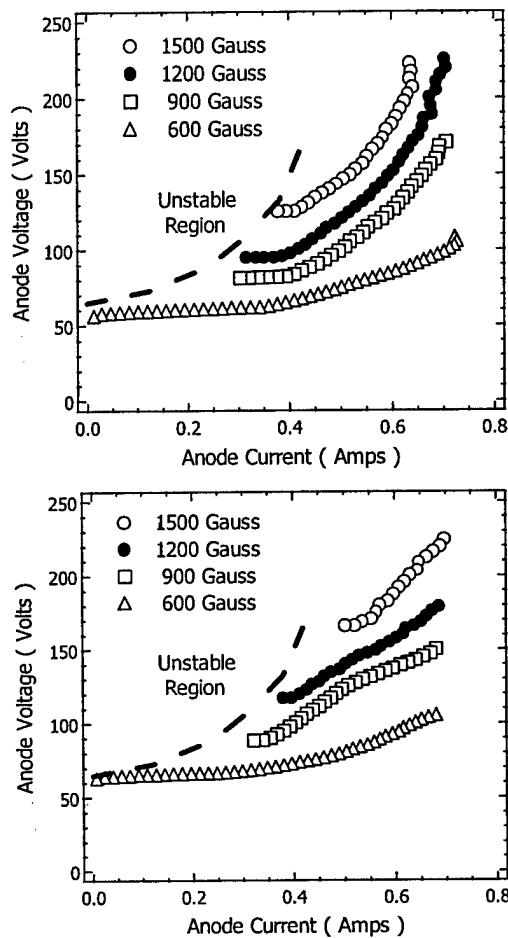 250
200
150
100
50
0
Anode Voltage ( Volts )
1500 Gauss
1200 Gauss
900 Gauss
600 Gauss
Unstable
Region
0.0 0.2 0.4 0.6 0.8
Anode Current ( Amps )
250
200
150
100
50
0
Anode Voltage ( Volts )
1500 Gauss
1200 Gauss
900 Gauss
600 Gauss
Unstable
Region
0.0 0.2 0.4 0.6 0.8
Anode Current ( Amps )